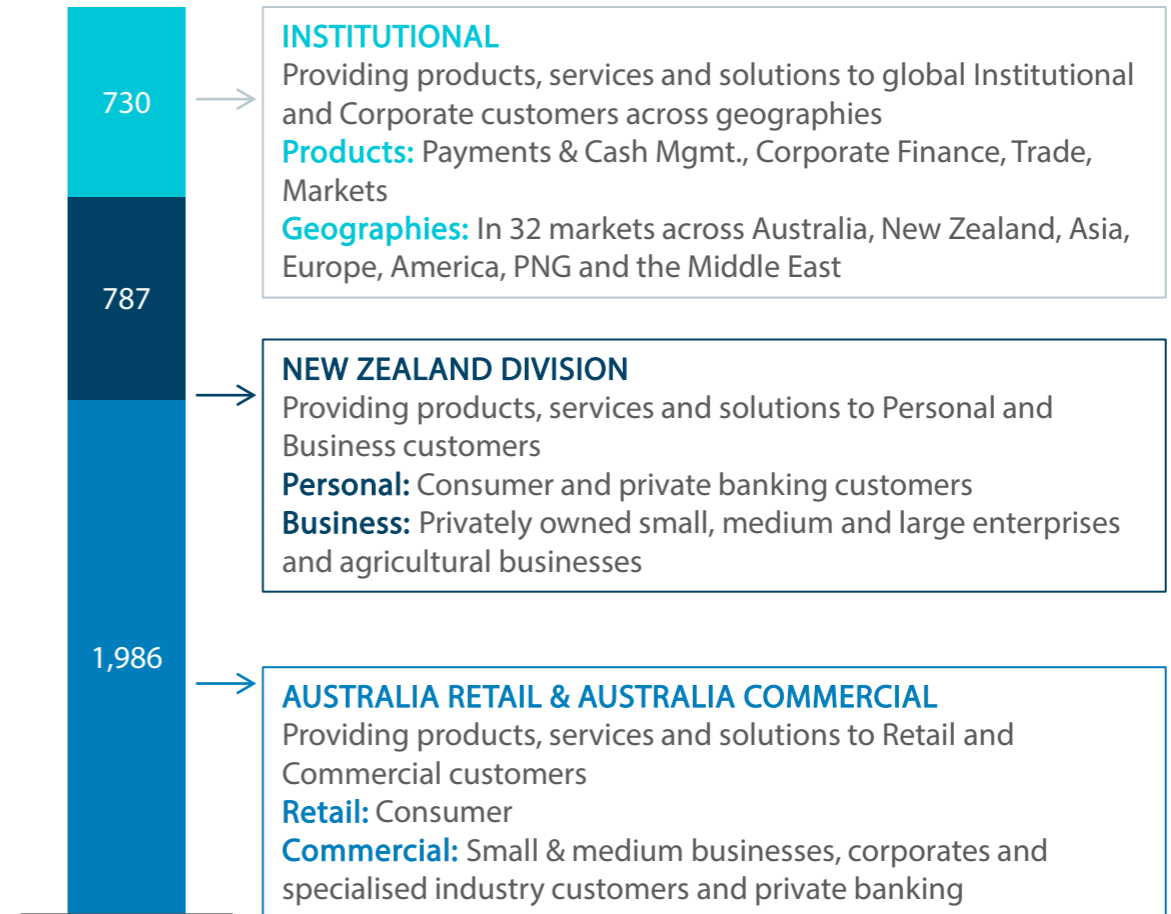 730
INSTITUTIONAL
Providing products, services and solutions to global Institutional
and Corporate customers across geographies
Products: Payments & Cash Mgmt., Corporate Finance, Trade,
Markets
Geographies: In 32 markets across Australia, New Zealand, Asia,
Europe, America, PNG and the Middle East
787
NEW ZEALAND DIVISION
Providing products, services and solutions to Personal and
Business customers
Personal: Consumer and private banking customers
Business: Privately owned small, medium and large enterprises
and agricultural businesses
1,986
AUSTRALIA RETAIL & AUSTRALIA COMMERCIAL
Providing products, services and solutions to Retail and
Commercial customers
Retail: Consumer
Commercial: Small & medium businesses, corporates and
specialised industry customers and private banking